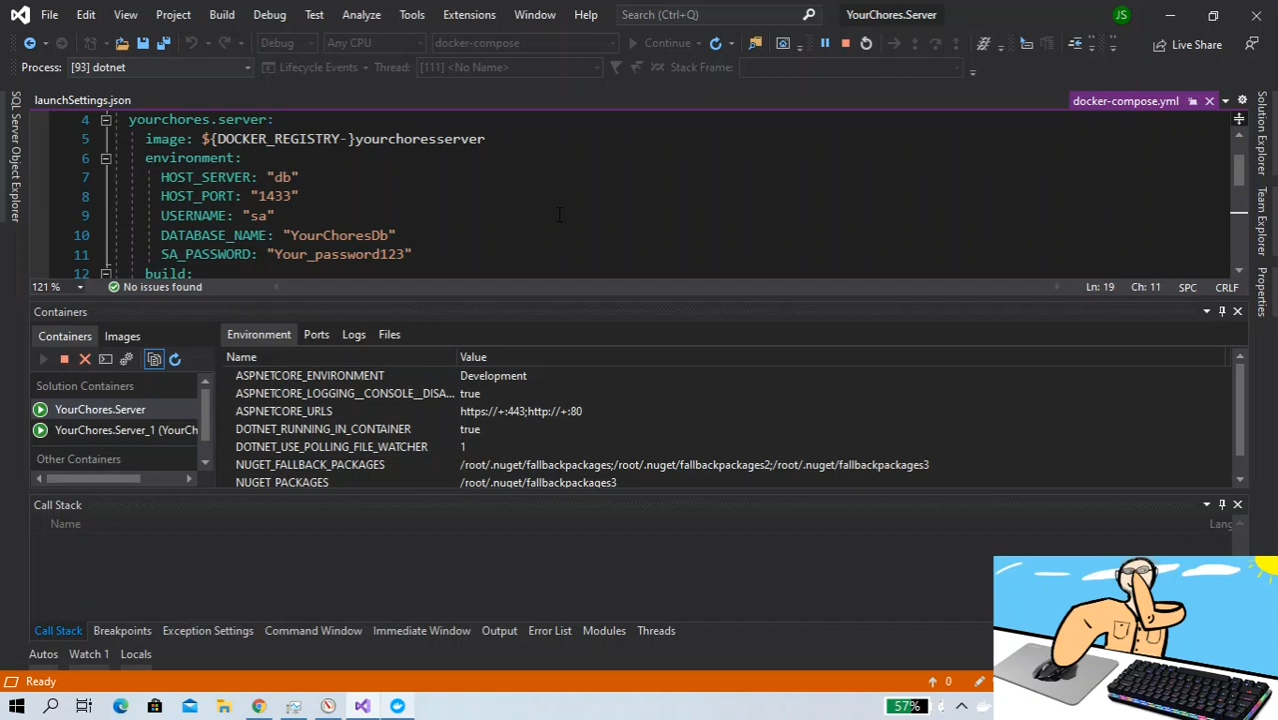 File Edit View Project Build Debug Test Analyze Tools Extensions Window Help Search (Ctrl+Q) YourChores.Server JS
Debug Any CPU docker-compose Continue Live Share
Process: [93] dotnet Lifecycle Events Thread: [111] <No Name> Stack Frame:
launchSettings.json docker-compose.yml
SQL Server Object Explorer
4 yourchores.server:
5 image: ${DOCKER_REGISTRY-}yourchoresserver
6 environment:
7 HOST_SERVER: "db"
8 HOST_PORT: "1433"
9 USERNAME: "sa"
10 DATABASE_NAME: "YourChoresDb"
11 SA_PASSWORD: "Your_password123"
12 build:
Solution Explorer
Team Explorer
Properties
121 % No issues found Ln: 19 Ch: 11 SPC CRLF
Containers
Containers Images
Environment Ports Logs Files
Name Value
Solution Containers
YourChores.Server
YourChores.Server_1 (YourCh
Other Containers
ASPNETCORE_ENVIRONMENT Development
ASPNETCORE_LOGGING__CONSOLE__DISA... true
ASPNETCORE_URLS https://+:443;http://+:80
DOTNET_RUNNING_IN_CONTAINER true
DOTNET_USE_POLLING_FILE_WATCHER 1
NUGET_FALLBACK_PACKAGES /root/.nuget/fallbackpackages;/root/.nuget/fallbackpackages2;/root/.nuget/fallbackpackages3
NUGET_PACKAGES /root/.nuget/fallbackpackages3
Call Stack
Name Lang
Call Stack Breakpoints Exception Settings Command Window Immediate Window Output Error List Modules Threads
Autos Watch 1 Locals
Ready 0
57%